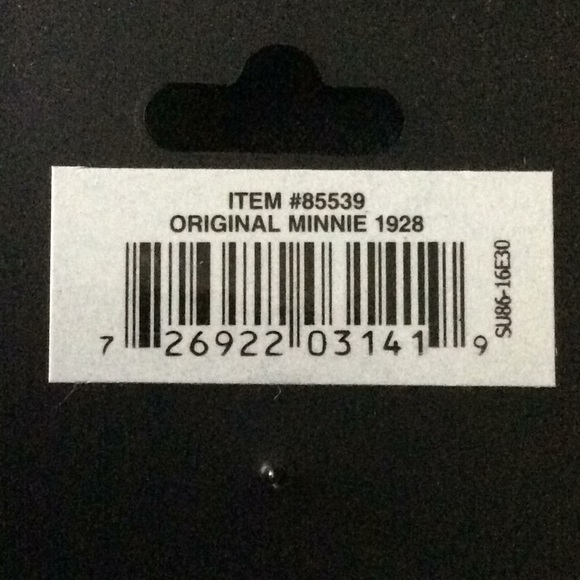 ITEM #85539
ORIGINAL MINNIE 1928
7 26922 03141 9
SU86-16E30